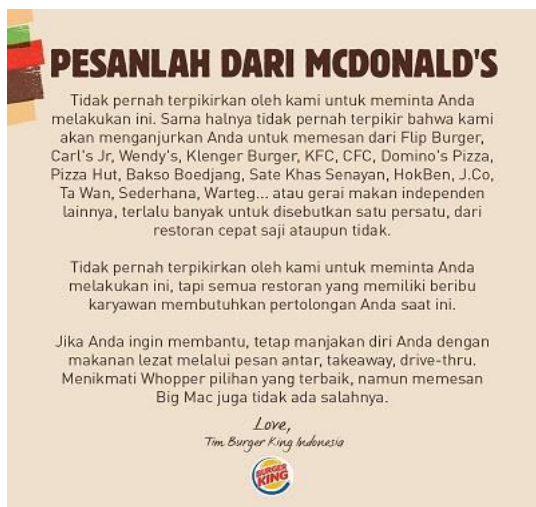 PESANLAH DARI MCDONALD'S
Tidak pernah terpikirkan oleh kami untuk meminta Anda
melakukan ini. Sama halnya tidak pernah terpikir bahwa kami
akan menganjurkan Anda untuk memesan dari Flip Burger,
Carl's Jr, Wendy's, Klenger Burger, KFC, CFC, Domino's Pizza,
Pizza Hut, Bakso Boedjang, Sate Khas Senayan, HokBen, J.Co,
Ta Wan, Sederhana, Warteg... atau gerai makan independen
lainnya, terlalu banyak untuk disebutkan satu persatu, dari
restoran cepat saji ataupun tidak.
Tidak pernah terpikirkan oleh kami untuk meminta Anda
melakukan ini, tapi semua restoran yang memiliki beribu
karyawan membutuhkan pertolongan Anda saat ini.
Jika Anda ingin membantu, tetap manjakan diri Anda dengan
makanan lezat melalui pesan antar, takeaway, drive-thru.
Menikmati Whopper pilihan yang terbaik, namun memesan
Big Mac juga tidak ada salahnya.
Love,
Tim Burger King Indonesia
BURGER
KING